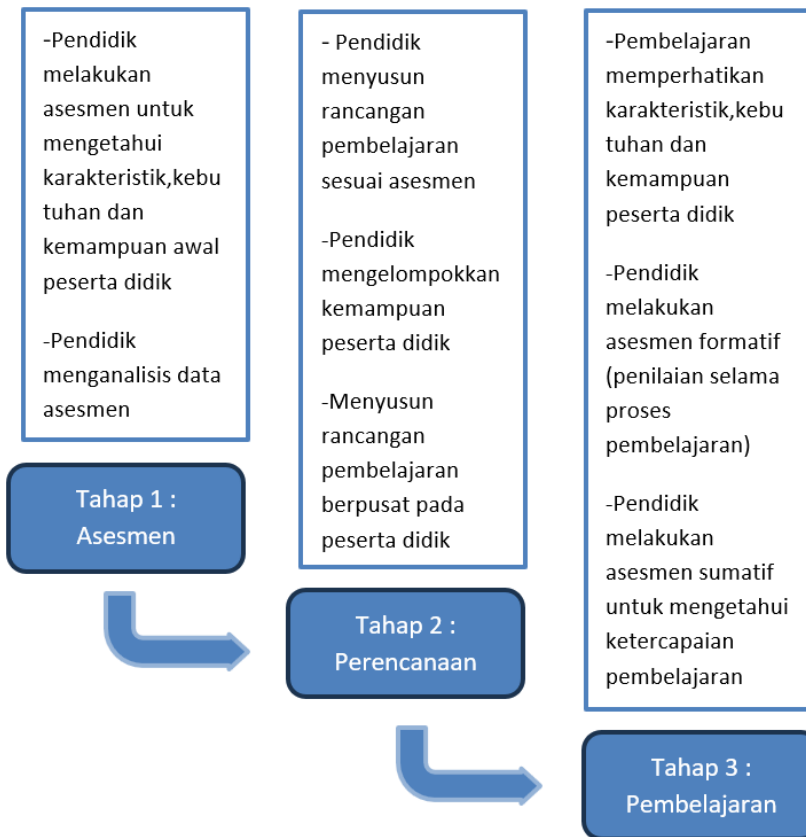 -Pendidik
melakukan
asesmen untuk
mengetahui
karakteristik,kebu
tuhan dan
kemampuan awal
peserta didik
-Pendidik
menganalisis data
asesmen
Tahap 1 :
Asesmen
- Pendidik
menyusun
rancangan
pembelajaran
sesuai asesmen
-Pendidik
mengelompokkan
kemampuan
peserta didik
-Menyusun
rancangan
pembelajaran
berpusat pada
peserta didik
Tahap 2 :
Perencanaan
-Pembelajaran
memperhatikan
karakteristik,kebu
tuhan dan
kemampuan
peserta didik
-Pendidik
melakukan
asesmen formatif
(penilaian selama
proses
pembelajaran)
-Pendidik
melakukan
asesmen sumatif
untuk mengetahui
ketercapaian
pembelajaran
Tahap 3 :
Pembelajaran